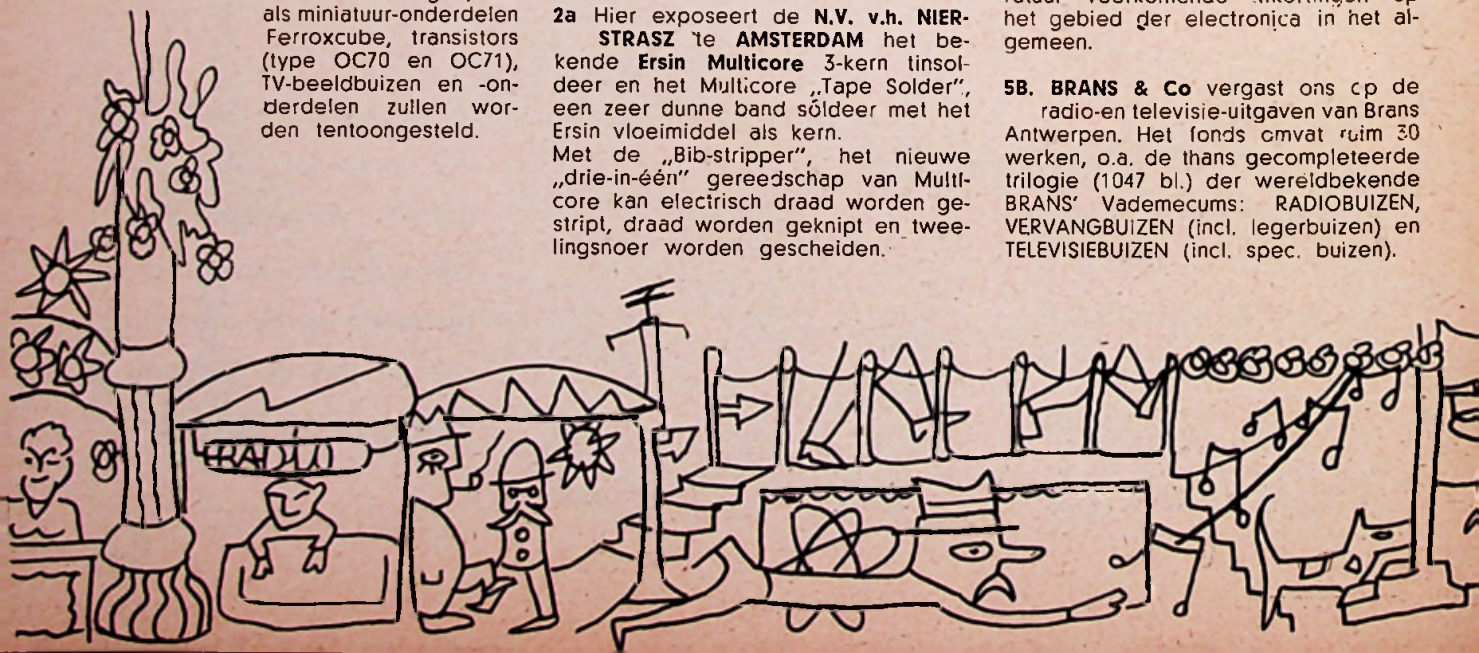 als miniatuur-onderdelen
Ferroxcube, transistors
(type OC70 en OC71),
TV-beeldbuizen en -on-
derdelen zullen wor-
den tentoongesteld.
2a Hier exposeert de N.V. v.h. NIER-
STRASZ te AMSTERDAM het be-
kende Ersin Multicore 3-kern tinsol-
deer en het Multicore „Tape Solder”,
een zeer dunne band sóldeer met het
Ersin vloeimiddel als kern.
Met de „Bib-stripper”, het nieuwe
„drie-in-één” gereedschap van Multi-
core kan electrisch draad worden ge-
stript, draad worden geknipt en twee-
lingsnoer worden gescheiden.
het gebied der electronica in het al-
gemeen.
5B. BRANS & Co vergast ons op de
radio-en televisie-uitgaven van Brans
Antwerpen. Het fonds omvat ruim 30
werken, o.a. de thans gecompleteerde
trilogie (1047 bl.) der wereldbekende
BRANS' Vademecums: RADIOBUIZEN,
VERVANGBUIZEN (incl. legerbuizen) en
TELEVISIEBUIZEN (incl. spec. buizen).
RADIO